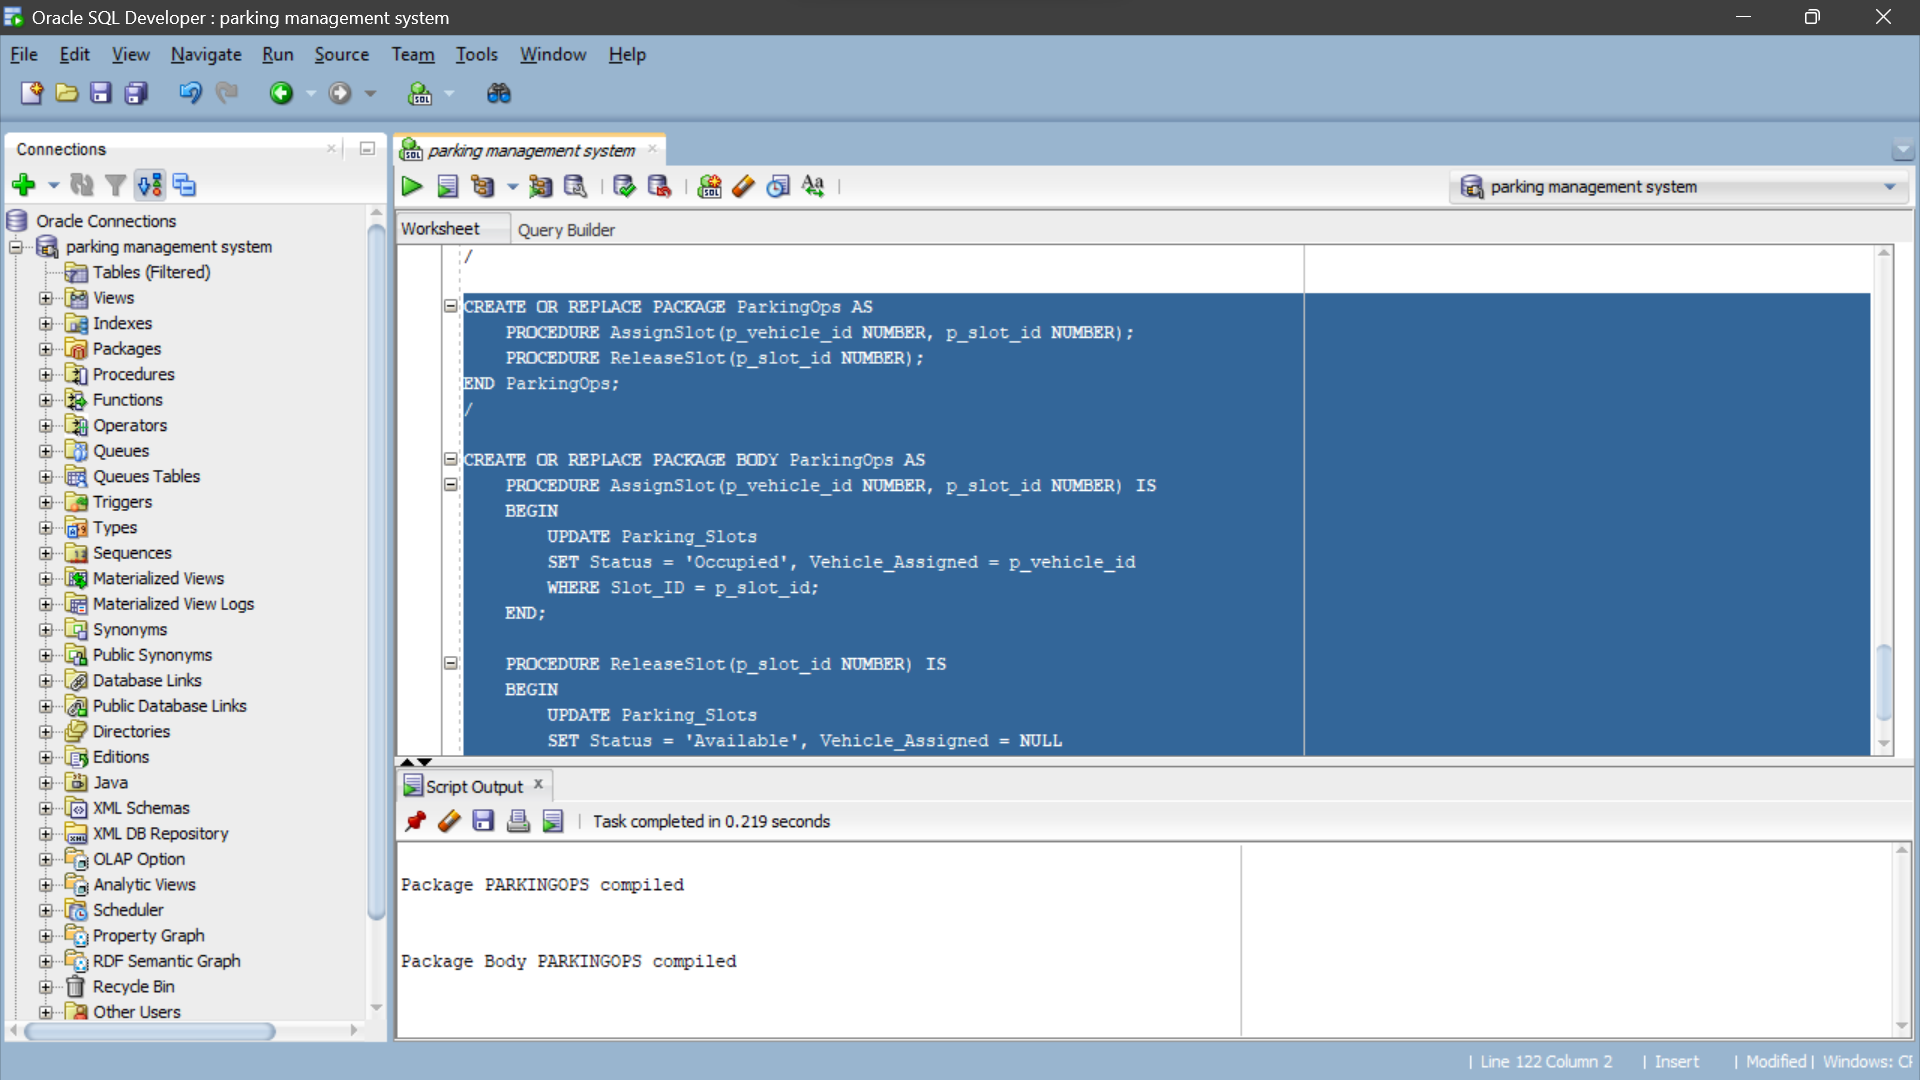 Oracle SQL Developer : parking management system
File Edit View Navigate Run Source Team Tools Window Help
Connections
Oracle Connections
parking management system
Tables (Filtered)
Views
Indexes
Packages
Procedures
Functions
Operators
Queues
Queues Tables
Triggers
Types
Sequences
Materialized Views
Materialized View Logs
Synonyms
Public Synonyms
Database Links
Public Database Links
Directories
Editions
Java
XML Schemas
XML DB Repository
OLAP Option
Analytic Views
Scheduler
Property Graph
RDF Semantic Graph
Recycle Bin
Other Users
parking management system
parking management system
Worksheet Query Builder
/
CREATE OR REPLACE PACKAGE ParkingOps AS
    PROCEDURE AssignSlot(p_vehicle_id NUMBER, p_slot_id NUMBER);
    PROCEDURE ReleaseSlot(p_slot_id NUMBER);
END ParkingOps;
/
CREATE OR REPLACE PACKAGE BODY ParkingOps AS
    PROCEDURE AssignSlot(p_vehicle_id NUMBER, p_slot_id NUMBER) IS
    BEGIN
        UPDATE Parking_Slots
        SET Status = 'Occupied', Vehicle_Assigned = p_vehicle_id
        WHERE Slot_ID = p_slot_id;
    END;
    PROCEDURE ReleaseSlot(p_slot_id NUMBER) IS
    BEGIN
        UPDATE Parking_Slots
        SET Status = 'Available', Vehicle_Assigned = NULL
Script Output
Task completed in 0.219 seconds
Package PARKINGOPS compiled
Package Body PARKINGOPS compiled
| Line 122 Column 2 | Insert | Modified | Windows: CF